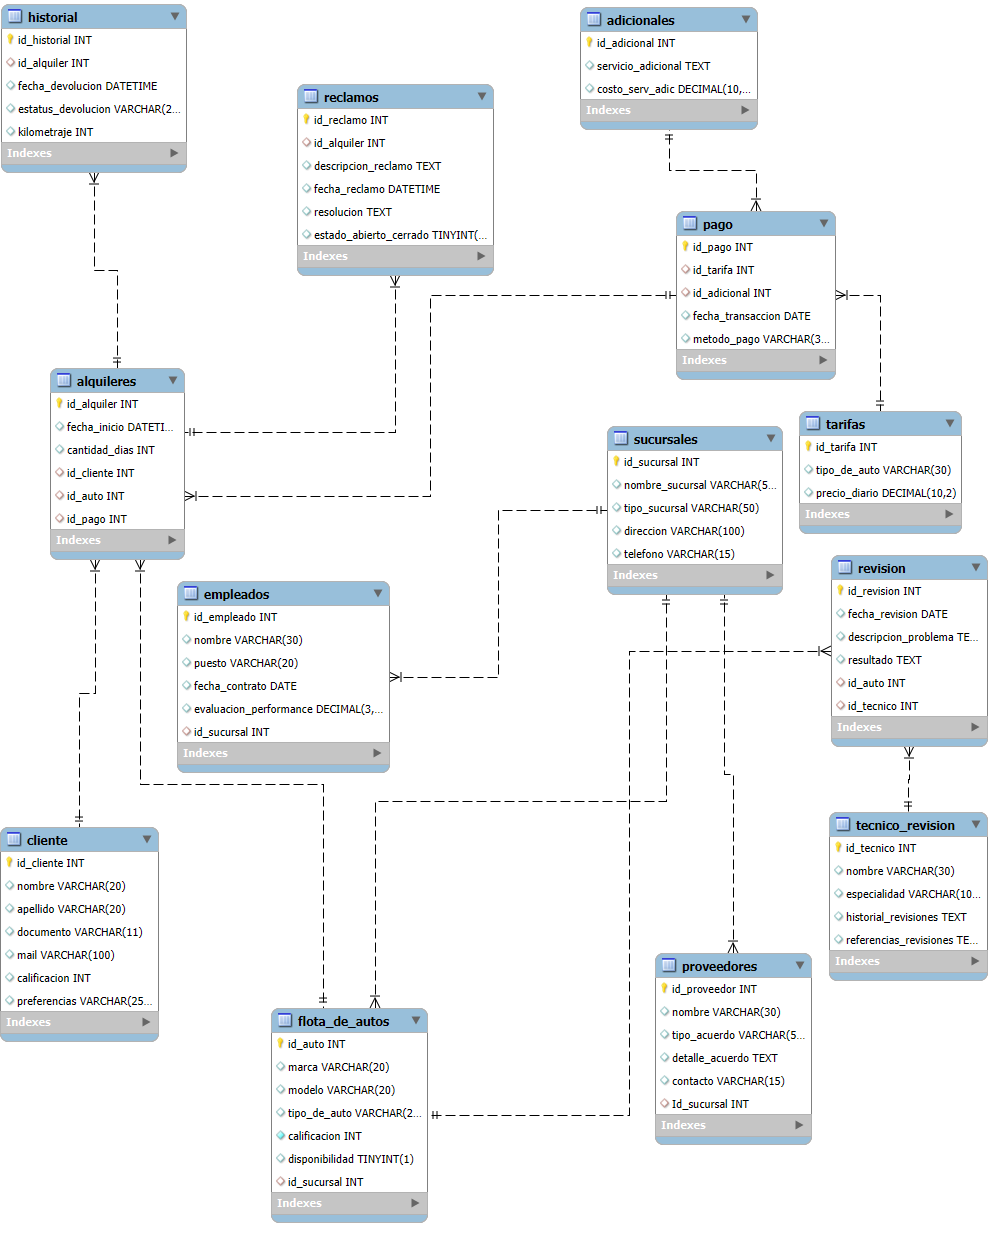 historial
id_historial INT
id_alquiler INT
fecha_devolucion DATETIME
estatus_devolucion VARCHAR(2...
kilometraje INT
Indexes
adicionales
id_adicional INT
servicio_adicional TEXT
costo_serv_adic DECIMAL(10,...
Indexes
reclamos
id_reclamo INT
id_alquiler INT
descripcion_reclamo TEXT
fecha_reclamo DATETIME
resolucion TEXT
estado_abierto_cerrado TINYINT(...
Indexes
pago
id_pago INT
id_tarifa INT
id_adicional INT
fecha_transaccion DATE
metodo_pago VARCHAR(3...
Indexes
alquileres
id_alquiler INT
fecha_inicio DATETI...
cantidad_dias INT
id_cliente INT
id_auto INT
id_pago INT
Indexes
tarifas
id_tarifa INT
tipo_de_auto VARCHAR(30)
precio_diario DECIMAL(10,2)
Indexes
sucursales
id_sucursal INT
nombre_sucursal VARCHAR(5...
tipo_sucursal VARCHAR(50)
direccion VARCHAR(100)
telefono VARCHAR(15)
Indexes
revision
id_revision INT
fecha_revision DATE
descripcion_problema TE...
resultado TEXT
id_auto INT
id_tecnico INT
Indexes
empleados
id_empleado INT
nombre VARCHAR(30)
puesto VARCHAR(20)
fecha_contrato DATE
evaluacion_performance DECIMAL(3,...
id_sucursal INT
Indexes
cliente
id_cliente INT
nombre VARCHAR(20)
apellido VARCHAR(20)
documento VARCHAR(11)
mail VARCHAR(100)
calificacion INT
preferencias VARCHAR(25...
Indexes
tecnico_revision
id_tecnico INT
nombre VARCHAR(30)
especialidad VARCHAR(10...
historial_revisiones TEXT
referencias_revisiones TE...
Indexes
proveedores
id_proveedor INT
nombre VARCHAR(30)
tipo_acuerdo VARCHAR(5...
detalle_acuerdo TEXT
contacto VARCHAR(15)
Id_sucursal INT
Indexes
flota_de_autos
id_auto INT
marca VARCHAR(20)
modelo VARCHAR(20)
tipo_de_auto VARCHAR(2...
calificacion INT
disponibilidad TINYINT(1)
id_sucursal INT
Indexes